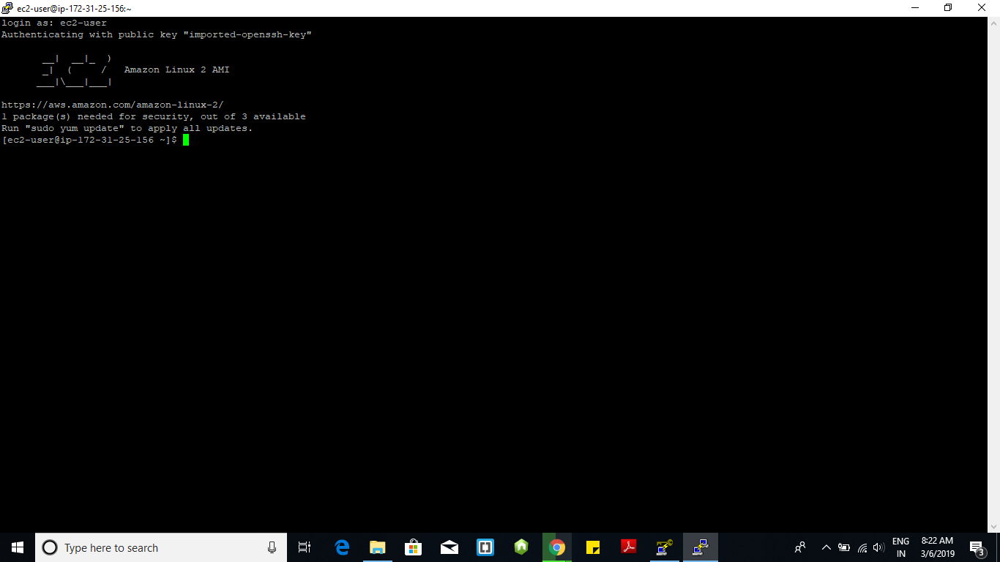 ec2-user@ip-172-31-25-156:~
login as: ec2-user
Authenticating with public key "imported-openssh-key"
       __|  __|_  )
       _|  (     /   Amazon Linux 2 AMI
      ___|\___|___|
https://aws.amazon.com/amazon-linux-2/
1 package(s) needed for security, out of 3 available
Run "sudo yum update" to apply all updates.
[ec2-user@ip-172-31-25-156 ~]$
Type here to search
ENG
IN
8:22 AM
3/6/2019
3